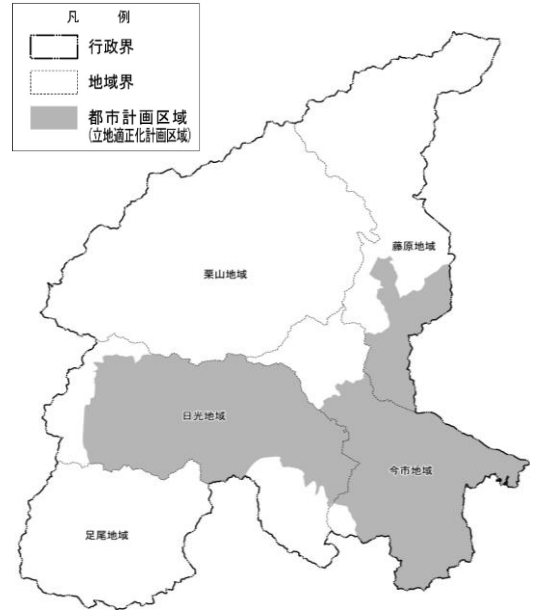 凡 例
行政界
地域界
都市計画区域
(立地適正化計画区域)
藤原地域
栗山地域
日光地域
今市地域
足尾地域